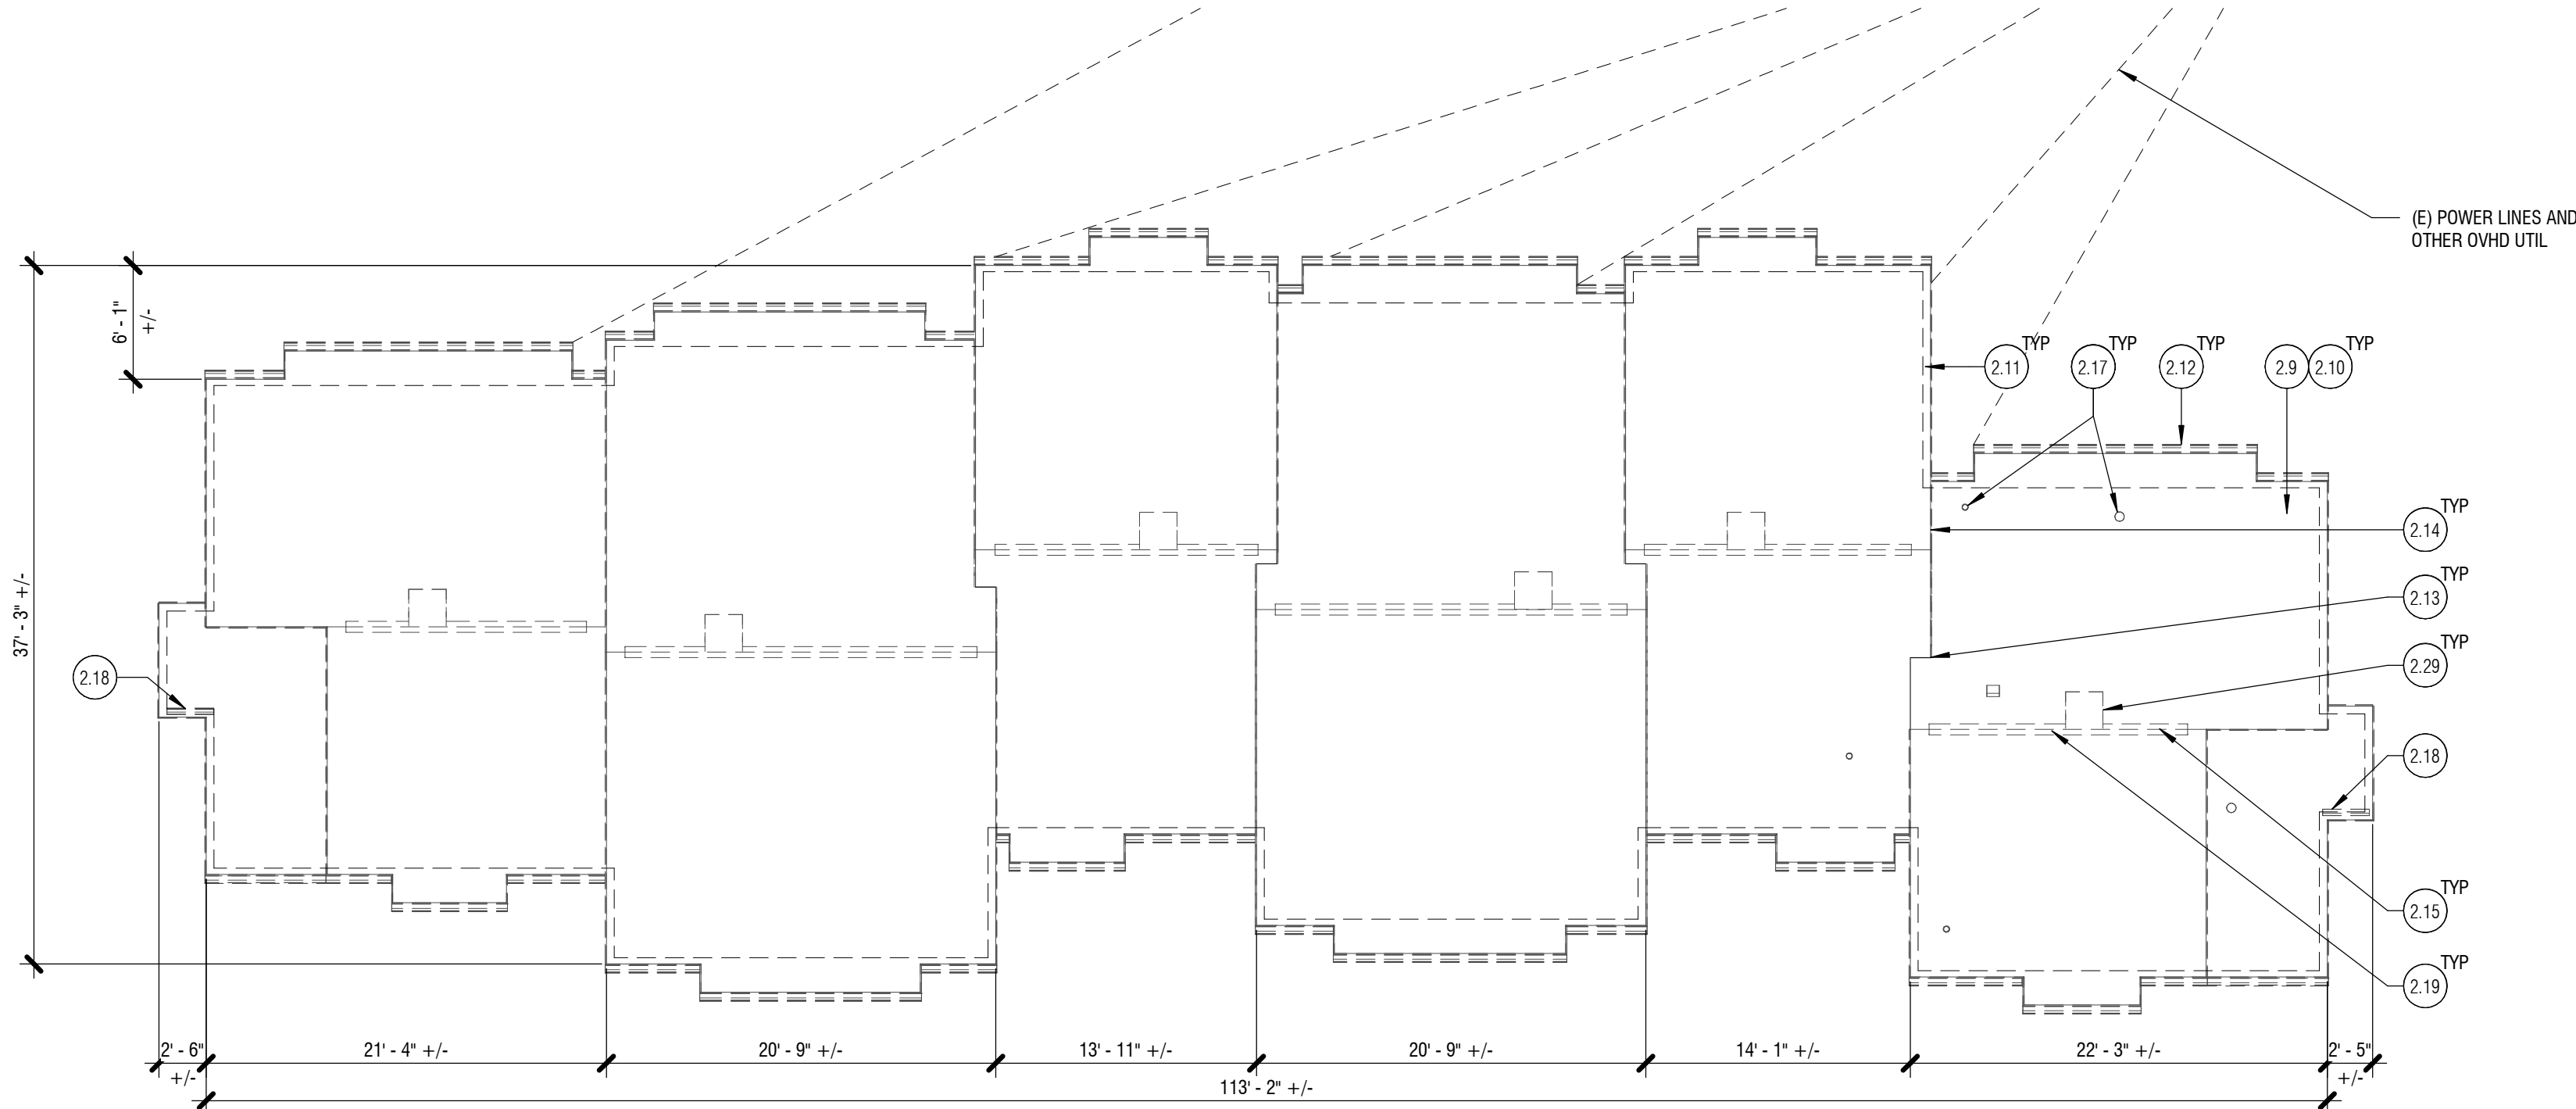 (E) POWER LINES AND
OTHER OVHD UTIL
6' - 1"
+/-
37' - 3" +/-
2.11 TYP
2.17 TYP
2.12 TYP
2.9 2.10 TYP
2.14 TYP
2.13 TYP
2.29 TYP
2.18
2.18
2.15 TYP
2.19 TYP
2' - 6"
+/-
21' - 4" +/-
20' - 9" +/-
13' - 11" +/-
20' - 9" +/-
14' - 1" +/-
22' - 3" +/-
2' - 5"
+/-
113' - 2" +/-